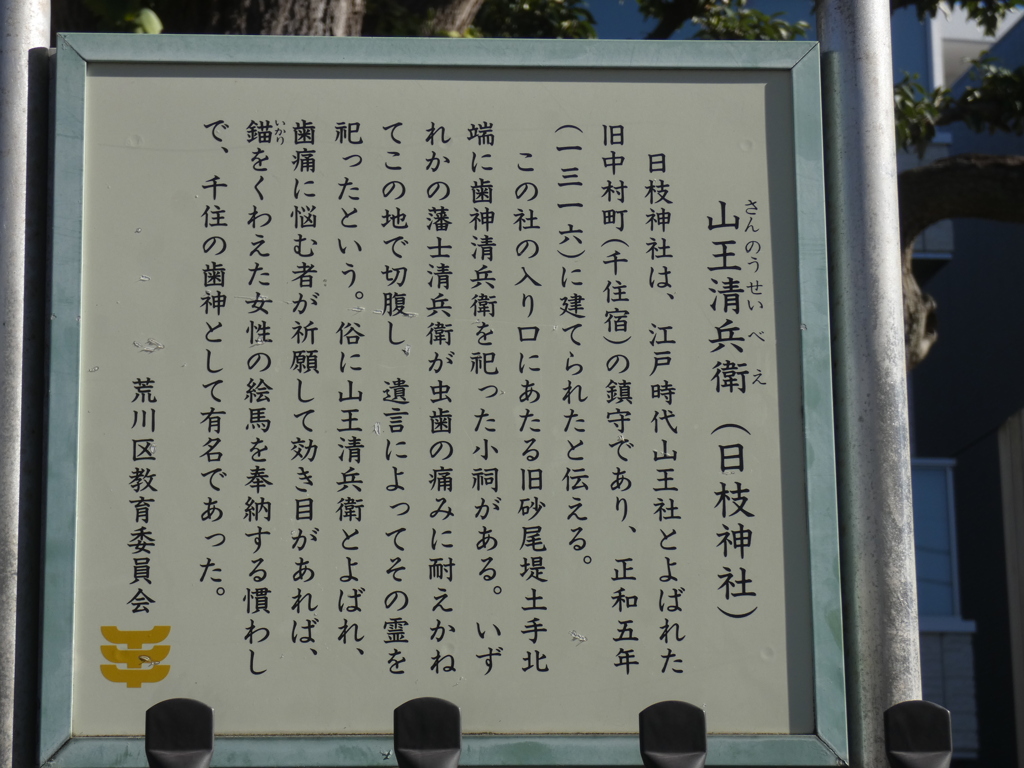 山王清兵衛(日枝神社)
さんのうせいべえ
日枝神社は、江戸時代山王社とよばれた
旧中村町(千住宿)の鎮守であり、正和五年
(一三一六)に建てられたと伝える。
この社の入り口にあたる旧砂尾堤土手北
端に歯神清兵衛を祀った小祠がある。いず
れかの藩士清兵衛が虫歯の痛みに耐えかね
てこの地で切腹し、遺言によってその霊を
祀ったという。俗に山王清兵衛とよばれ、
歯痛に悩む者が祈願して効き目があれば、
錨をくわえた女性の絵馬を奉納する慣わし
いかり
で、千住の歯神として有名であった。
荒川区教育委員会